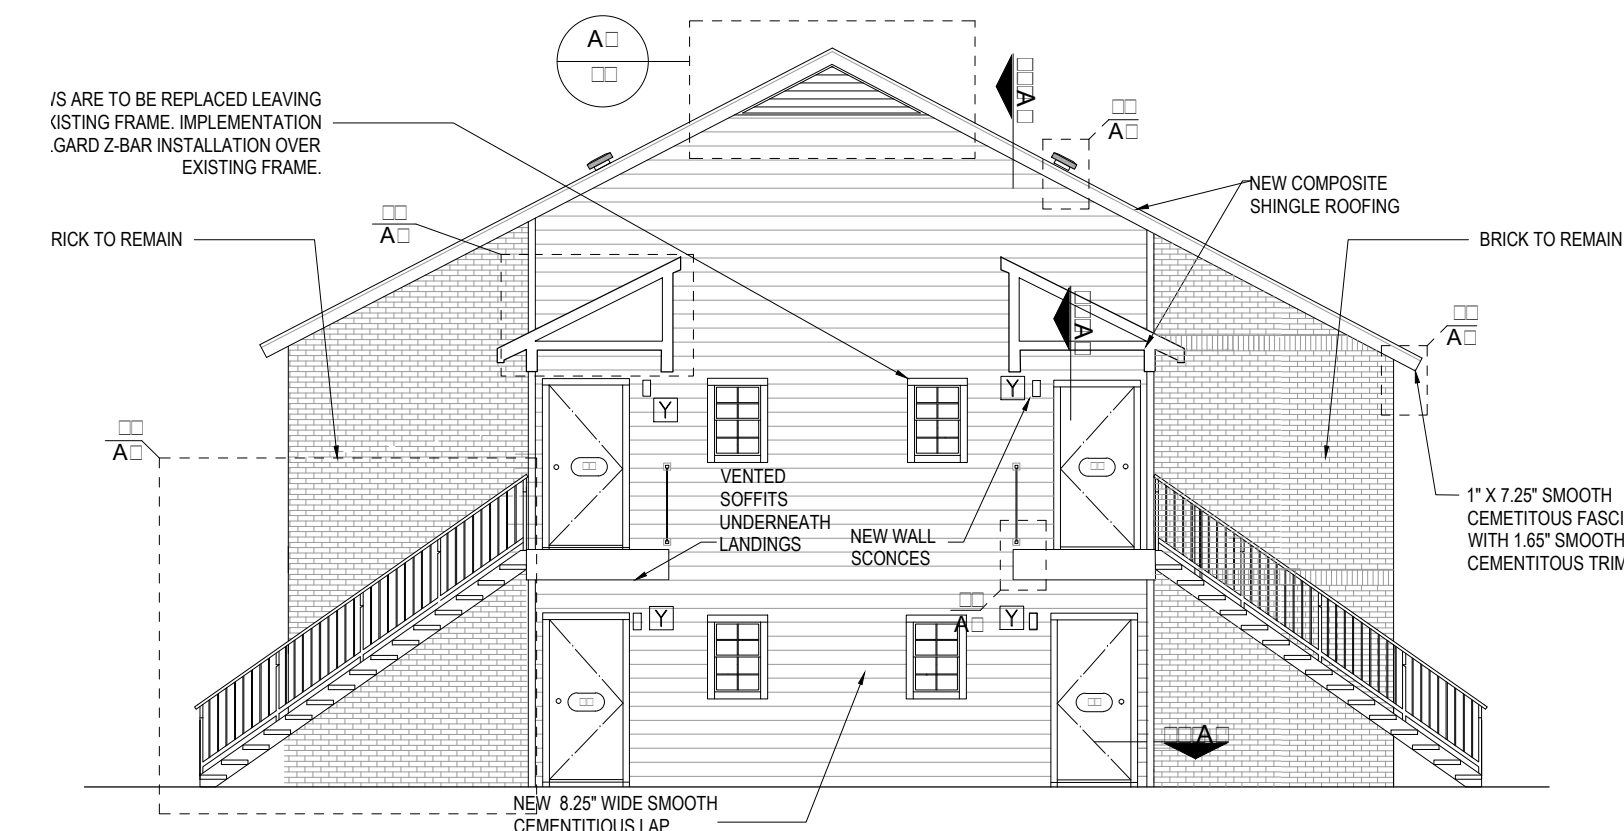 A□
□□
□□□A□
/S ARE TO BE REPLACED LEAVING
XISTING FRAME. IMPLEMENTATION
.GARD Z-BAR INSTALLATION OVER
EXISTING FRAME.
□□
A□
NEW COMPOSITE
SHINGLE ROOFING
□□
A□
RICK TO REMAIN
BRICK TO REMAIN
□□□A□
□□
A□
Y
Y
□□
A□
□□
□□
VENTED
SOFFITS
UNDERNEATH
LANDINGS
NEW WALL
SCONCES
1" X 7.25" SMOOTH
CEMETITOUS FASCI
WITH 1.65" SMOOTH
CEMENTITOUS TRIM
□□
A□
Y
Y
□□
□□
□□□A□
NEW 8.25" WIDE SMOOTH
CEMENTITIOUS LAP